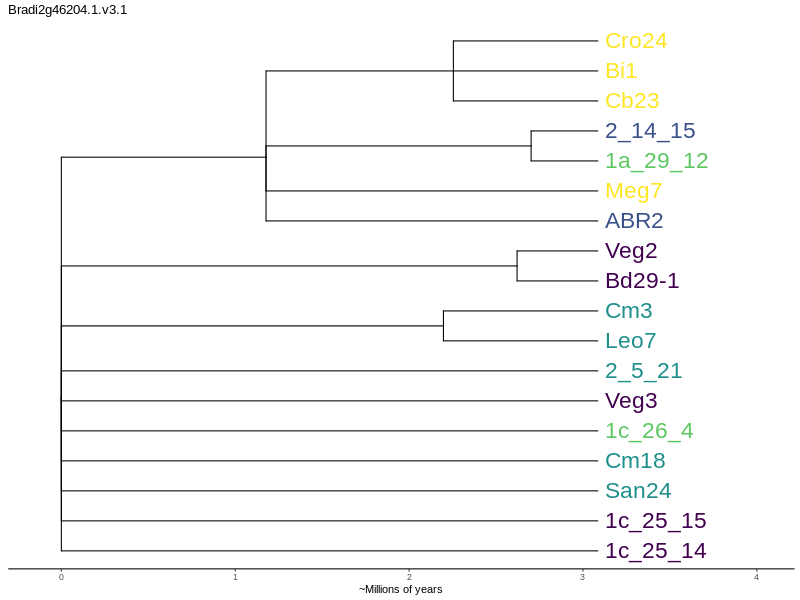 Bradi2g46204.1.v3.1
Cro24
Bi1
Cb23
2_14_15
1a_29_12
Meg7
ABR2
Veg2
Bd29-1
Cm3
Leo7
2_5_21
Veg3
1c_26_4
Cm18
San24
1c_25_15
1c_25_14
0 1 2 3 4
~Millions of years